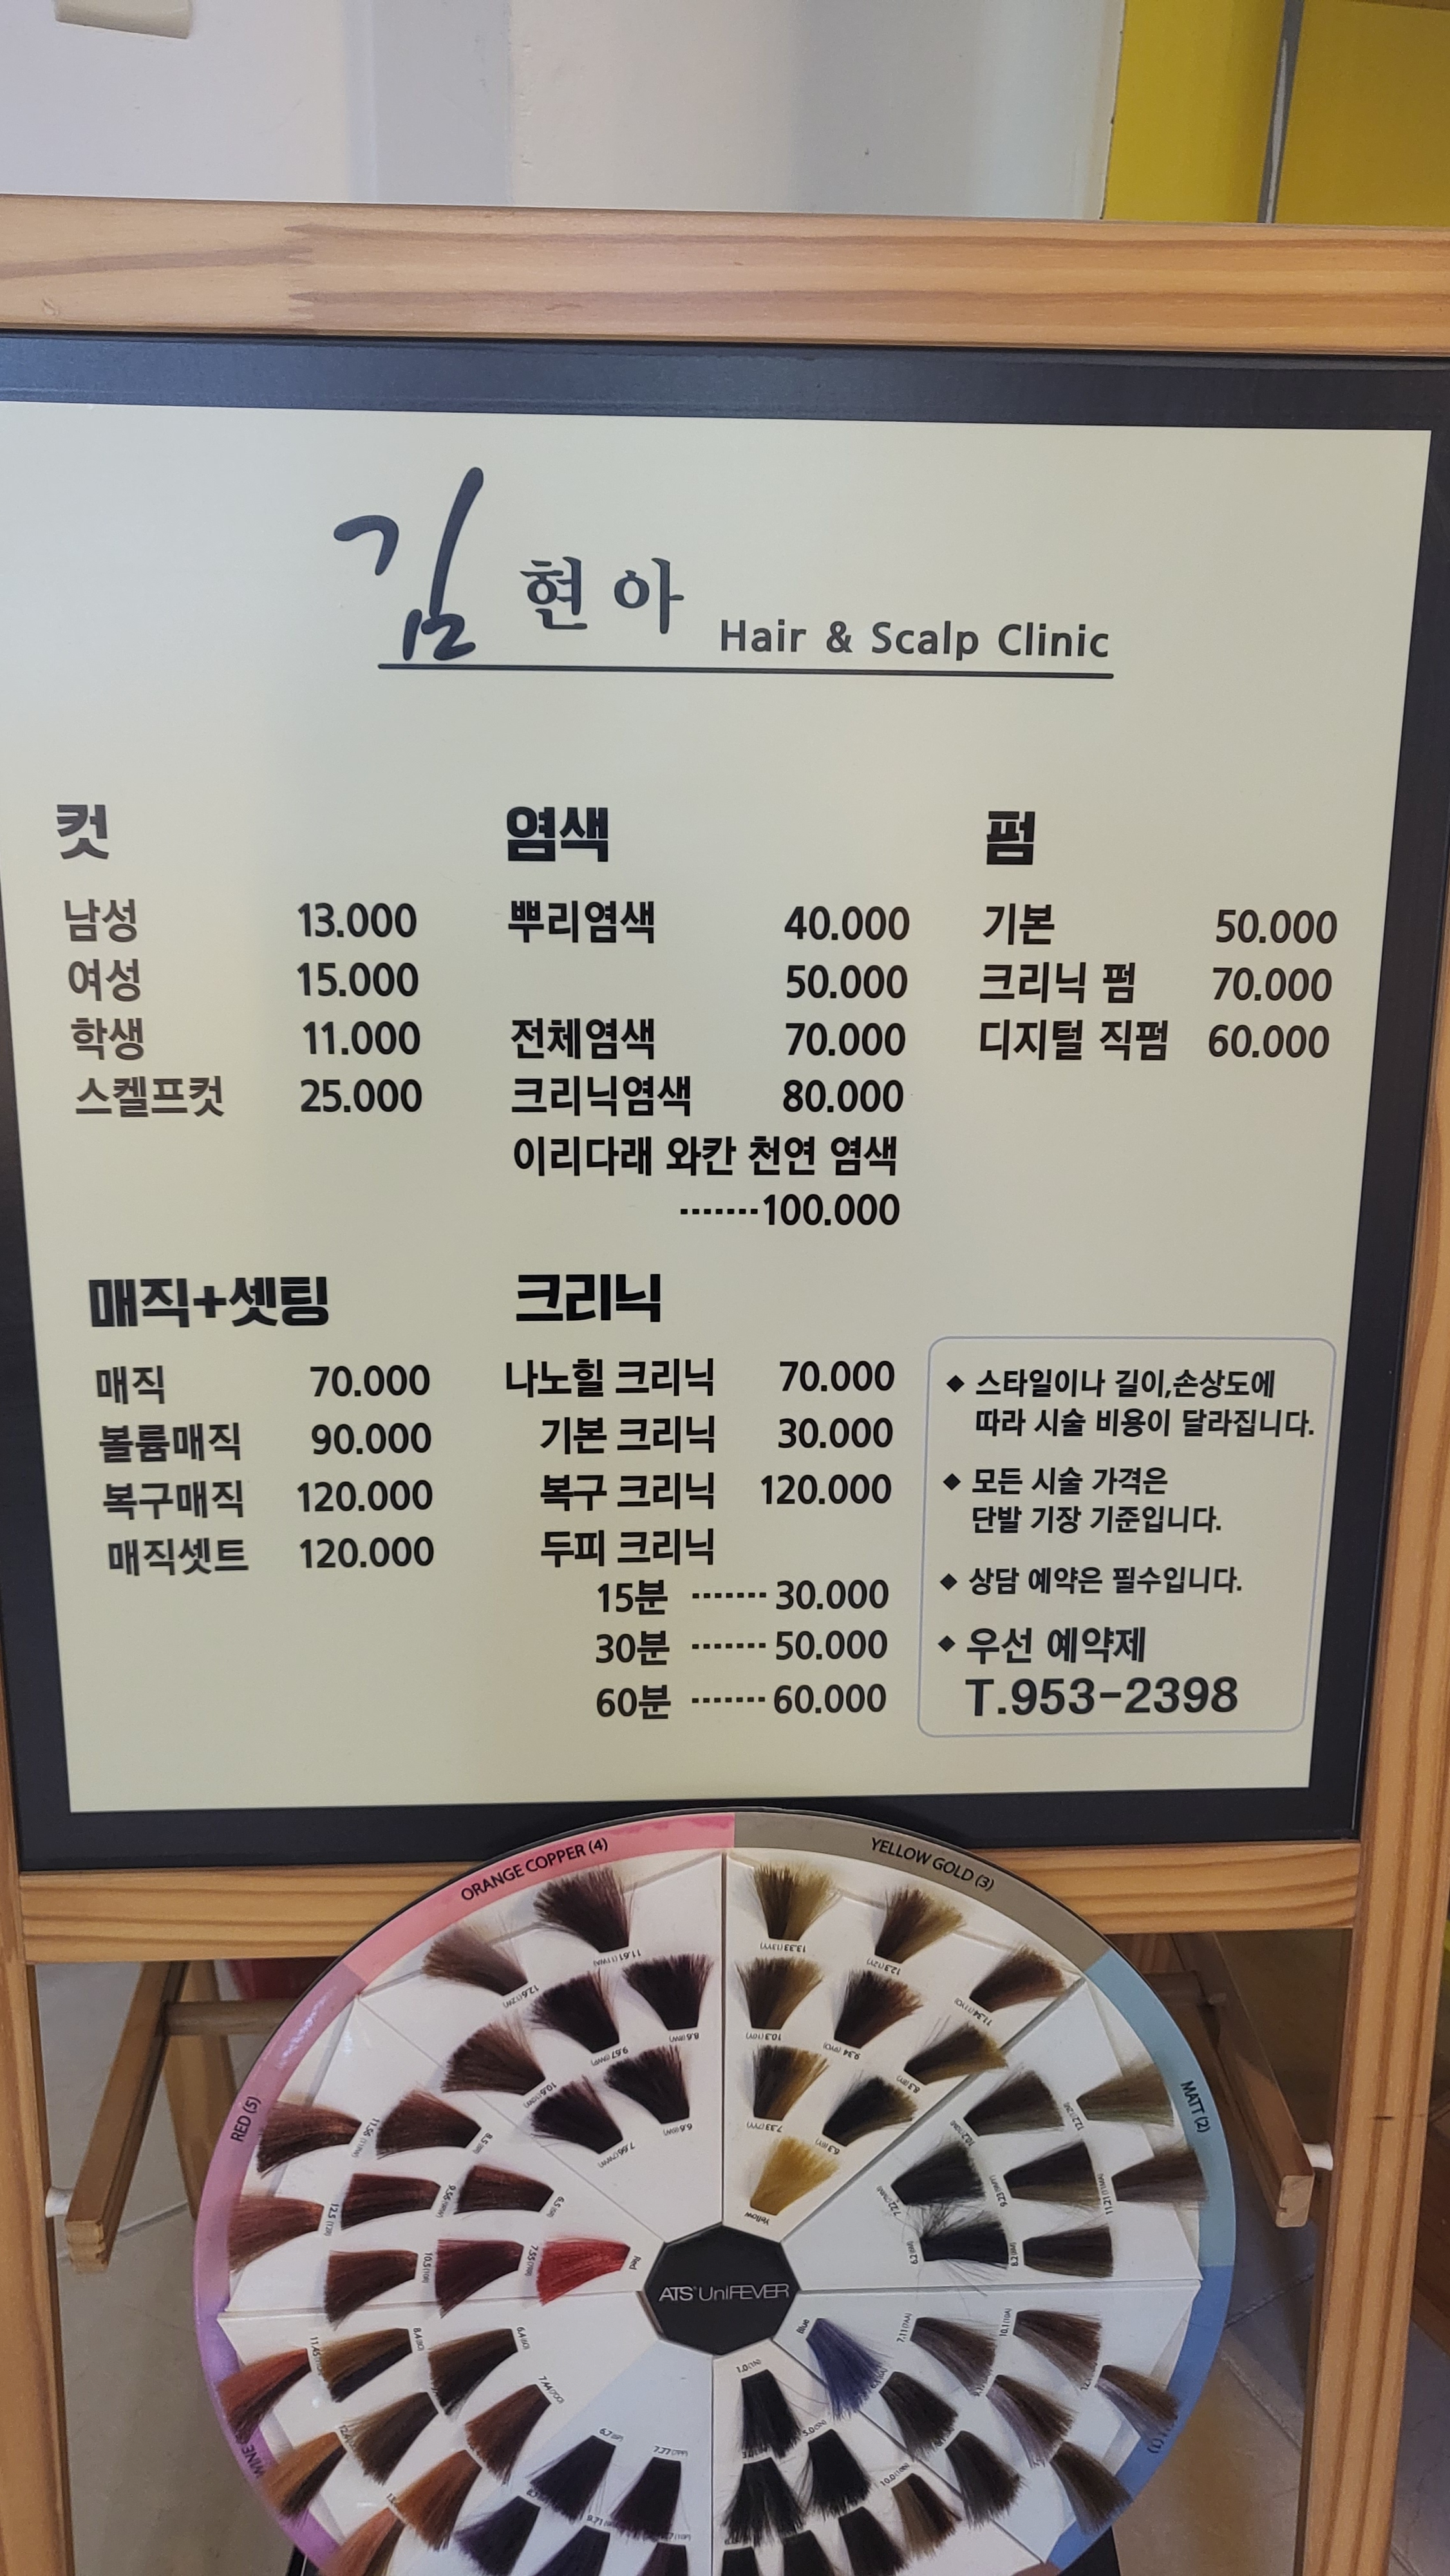 김현아 Hair & Scalp Clinic
컷
남성 13.000
여성 15.000
학생 11.000
스켈프컷 25.000
염색
뿌리염색 40.000
50.000
전체염색 70.000
크리닉염색 80.000
이리다래 와칸 천연 염색
·······100.000
펌
기본 50.000
크리닉 펌 70.000
디지털 직펌 60.000
매직+셋팅
매직 70.000
볼륨매직 90.000
복구매직 120.000
매직셋트 120.000
크리닉
나노힐 크리닉 70.000
기본 크리닉 30.000
복구 크리닉 120.000
두피 크리닉
15분 ······· 30.000
30분 ······· 50.000
60분 ······· 60.000
◆ 스타일이나 길이,손상도에
따라 시술 비용이 달라집니다.
◆ 모든 시술 가격은
단발 기장 기준입니다.
◆ 상담 예약은 필수입니다.
◆ 우선 예약제
T.953-2398
ORANGE COPPER (4)
YELLOW GOLD (3)
RED (5)
MATT (2)
ATS UniFEVER
Yellow
Red
Blue